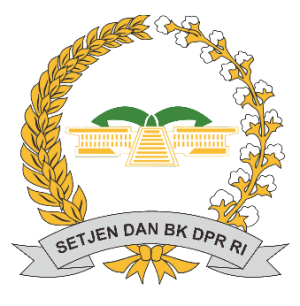 SETJEN DAN BK DPR RI